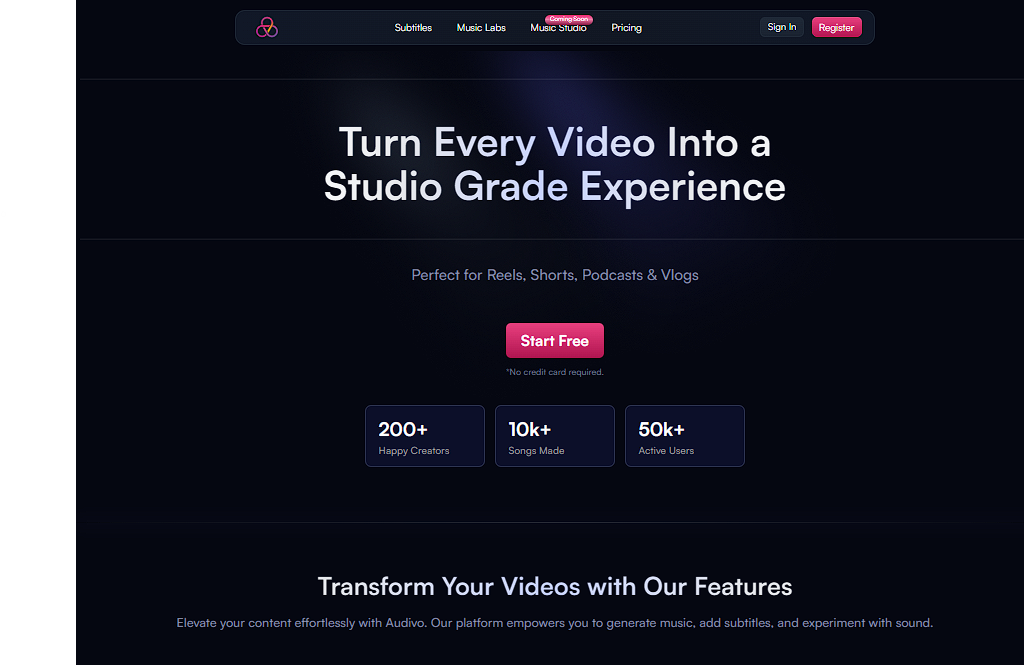 Coming Soon
Subtitles Music Labs Music Studio Pricing Sign In Register
Turn Every Video Into a
Studio Grade Experience
Perfect for Reels, Shorts, Podcasts & Vlogs
Start Free
*No credit card required.
200+ 10k+ 50k+
Happy Creators Songs Made Active Users
Transform Your Videos with Our Features
Elevate your content effortlessly with Audivo. Our platform empowers you to generate music, add subtitles, and experiment with sound.